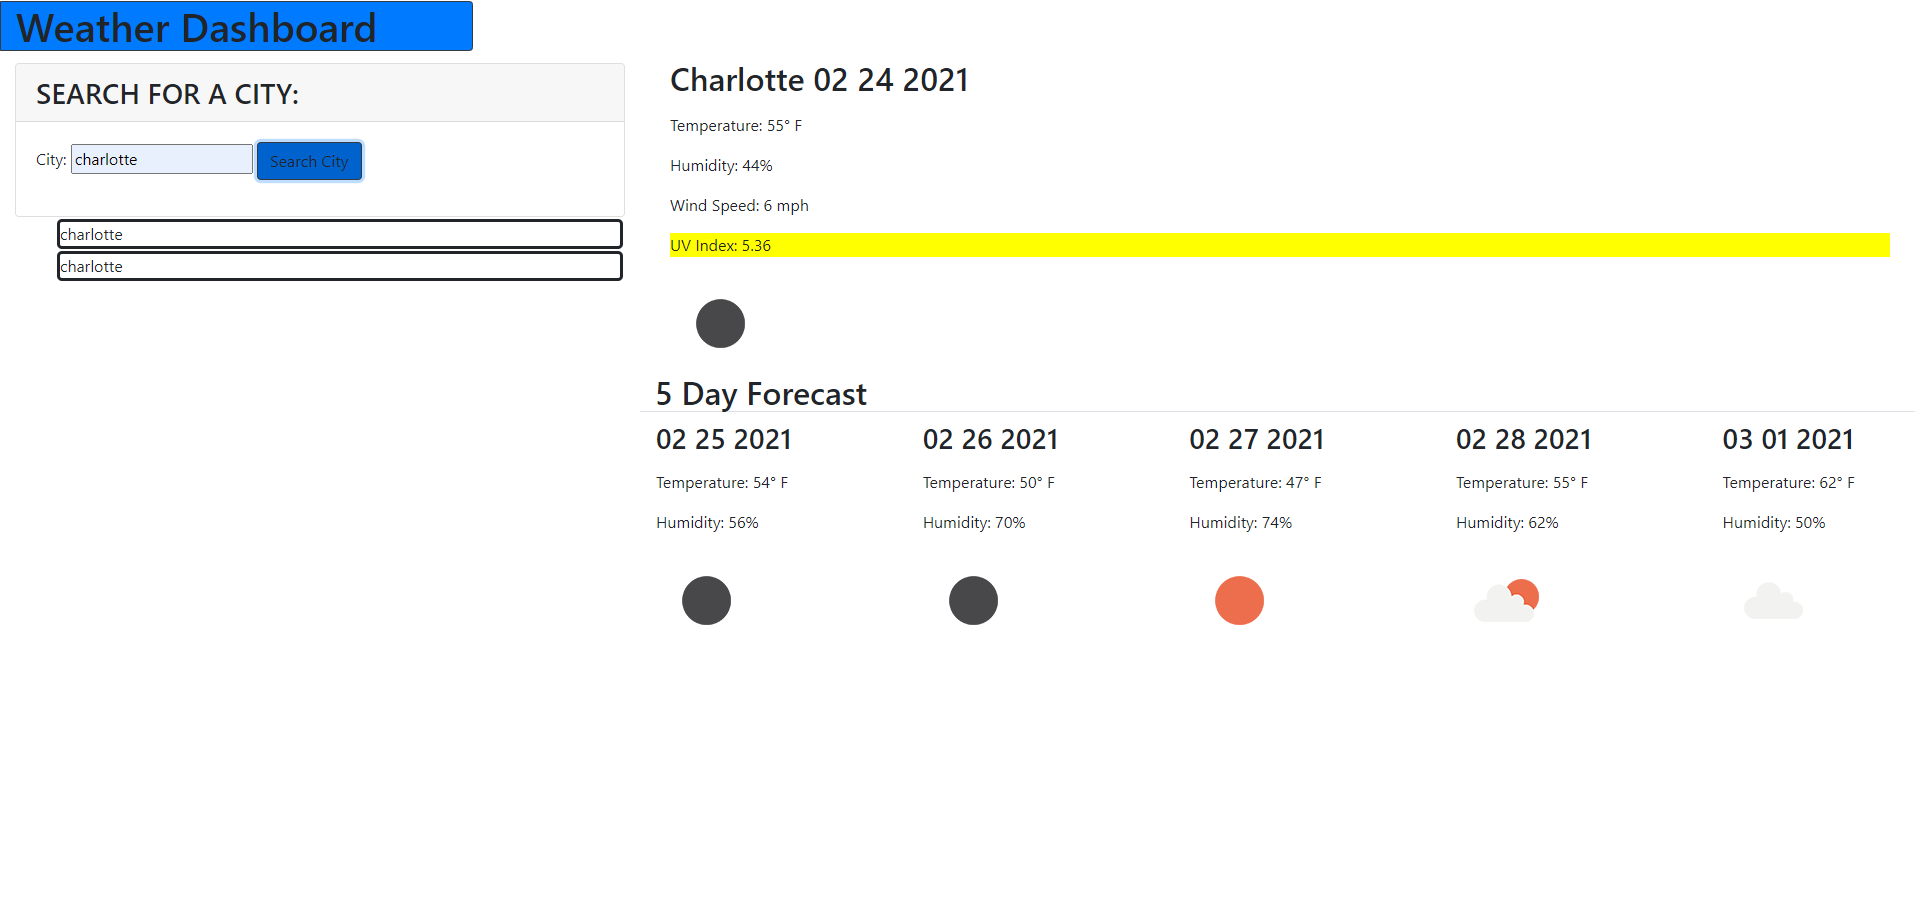 Weather Dashboard
SEARCH FOR A CITY:
City: charlotte Search City
charlotte
charlotte
Charlotte 02 24 2021
Temperature: 55° F
Humidity: 44%
Wind Speed: 6 mph
UV Index: 5.36
5 Day Forecast
02 25 2021
Temperature: 54° F
Humidity: 56%
02 26 2021
Temperature: 50° F
Humidity: 70%
02 27 2021
Temperature: 47° F
Humidity: 74%
02 28 2021
Temperature: 55° F
Humidity: 62%
03 01 2021
Temperature: 62° F
Humidity: 50%